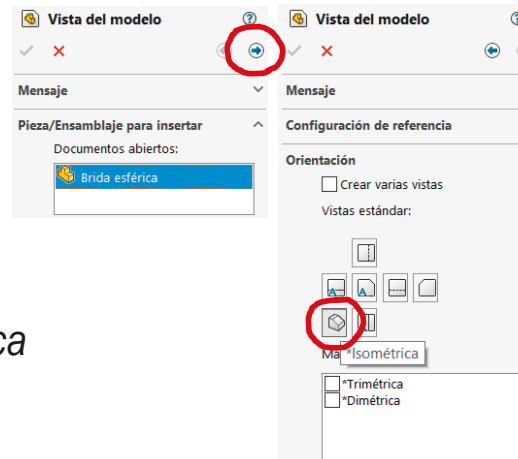 Vista del modelo
Mensaje
Pieza/Ensamblaje para insertar
Documentos abiertos:
Brida esférica
ca
Vista del modelo
Mensaje
Configuración de referencia
Orientación
Crear varias vistas
Vistas estándar:
A A
Má
*Isométrica
*Trimétrica
*Dimétrica